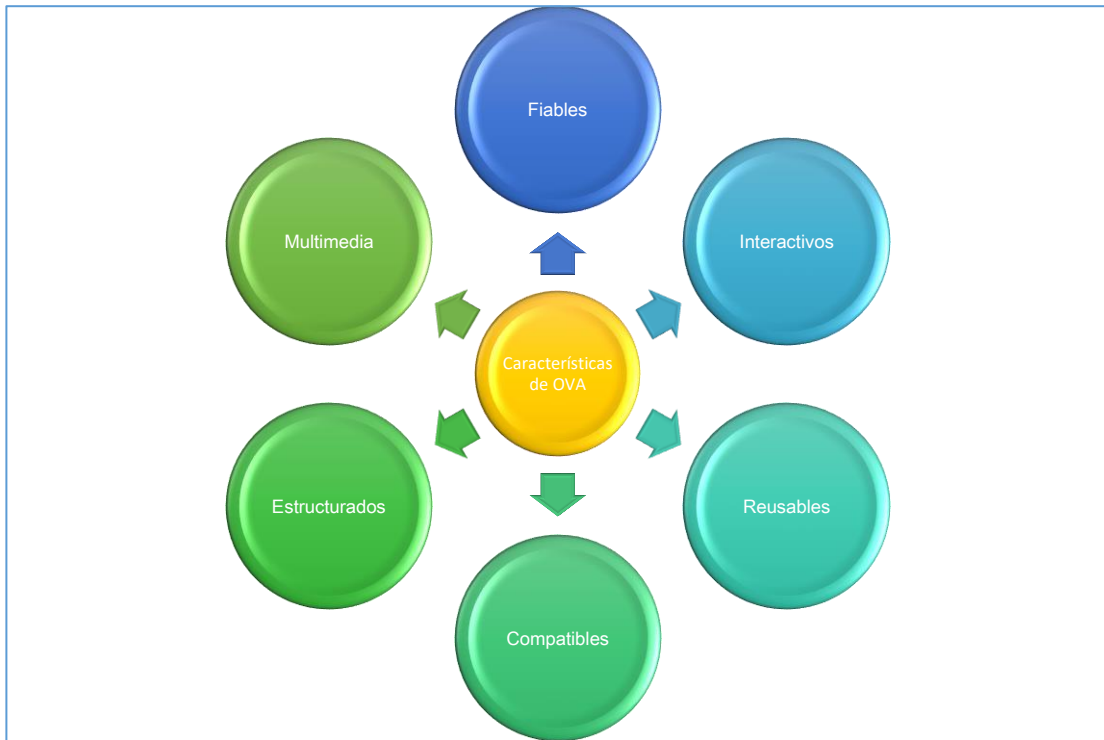 Fiables
Multimedia
Interactivos
Características
de OVA
Estructurados
Reusables
Compatibles